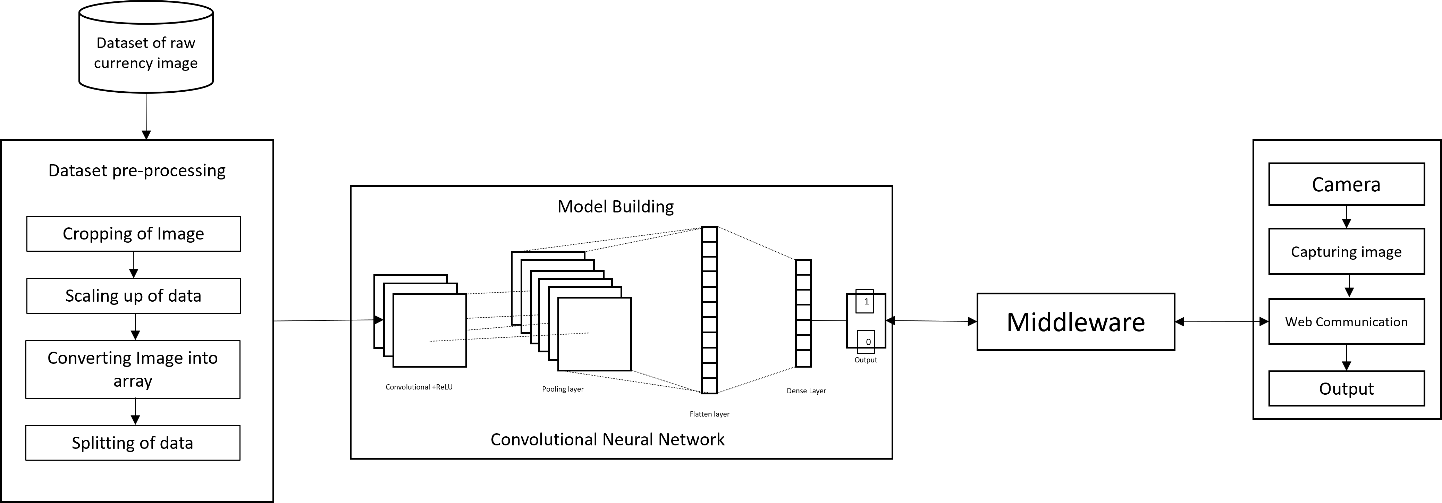 Dataset of raw
currency image
Dataset pre-processing
Cropping of Image
Scaling up of data
Converting Image into
array
Splitting of data
Model Building
Convolutional +ReLU
Pooling layer
Flatten layer
Dense Layer
1
0
Output
Convolutional Neural Network
Middleware
Camera
Capturing image
Web Communication
Output